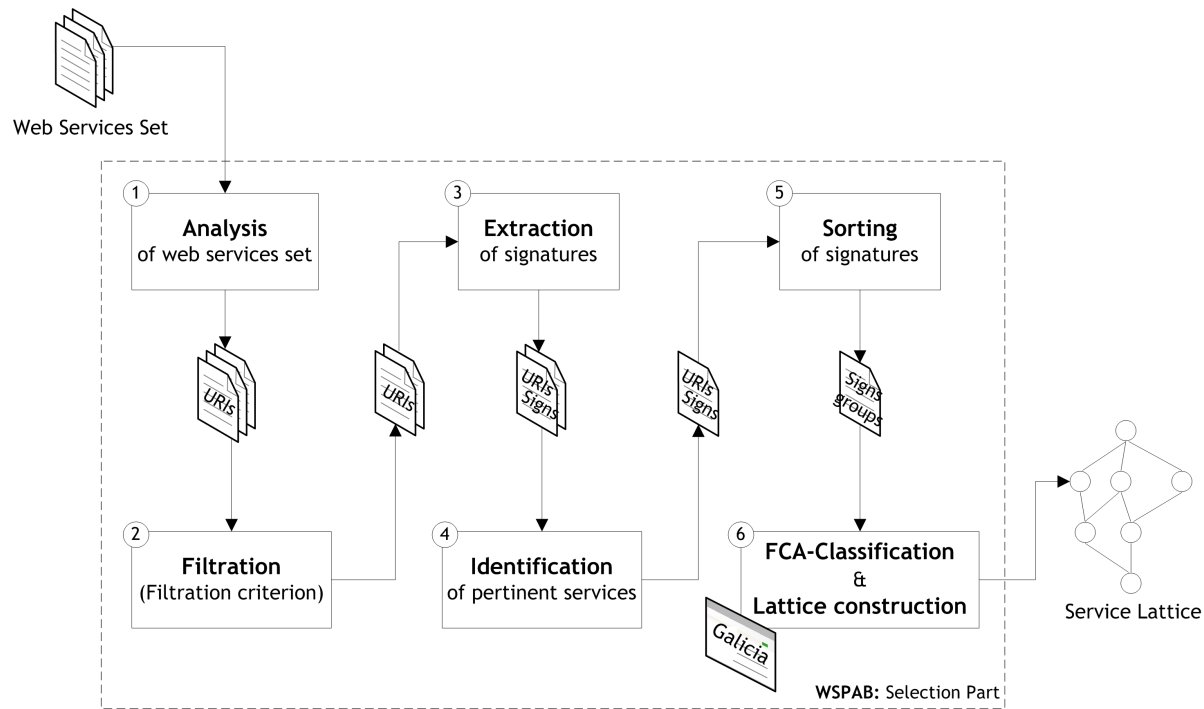 Web Services Set
1
Analysis
of web services set
3
Extraction
of signatures
5
Sorting
of signatures
URIs
URIs
URIs
Signs
URIs
Signs
Signs
groups
2
Filtration
(Filtration criterion)
4
Identification
of pertinent services
6
FCA-Classification
&
Lattice construction
Galicia
Service Lattice
WSPAB: Selection Part